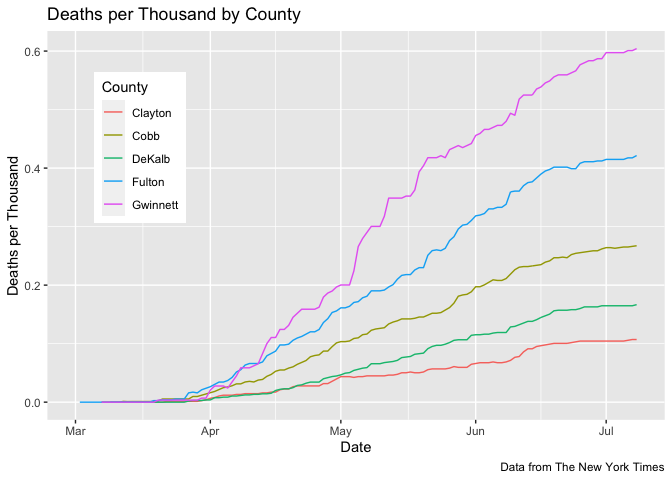 Deaths per Thousand by County
Deaths per Thousand
0.6
0.4
0.2
0.0
County
Clayton
Cobb
DeKalb
Fulton
Gwinnett
Mar
Apr
May
Jun
Jul
Date
Data from The New York Times